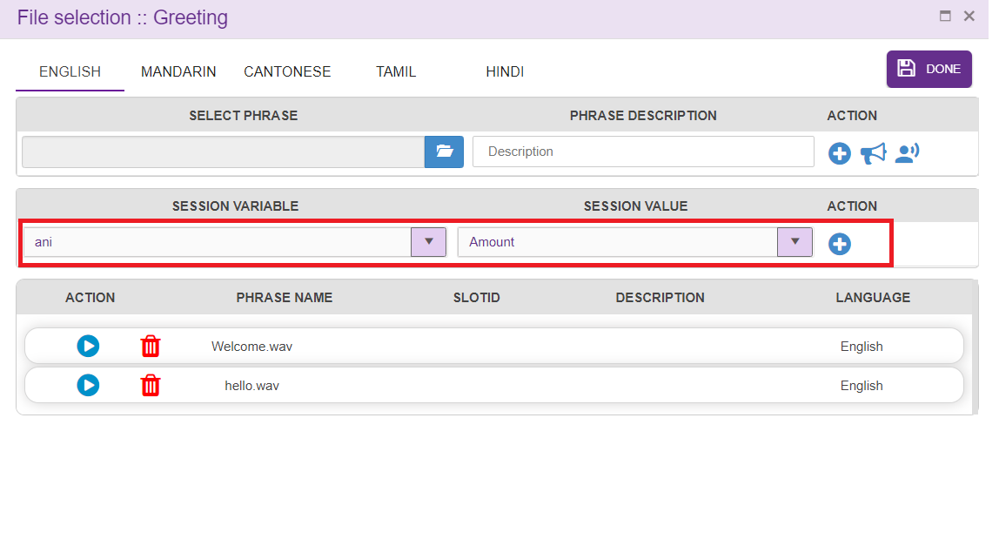 File selection :: Greeting
ENGLISH MANDARIN CANTONESE TAMIL HINDI DONE
SELECT PHRASE PHRASE DESCRIPTION ACTION
Description
SESSION VARIABLE SESSION VALUE ACTION
ani Amount
ACTION PHRASE NAME SLOTID DESCRIPTION LANGUAGE
Welcome.wav English
hello.wav English